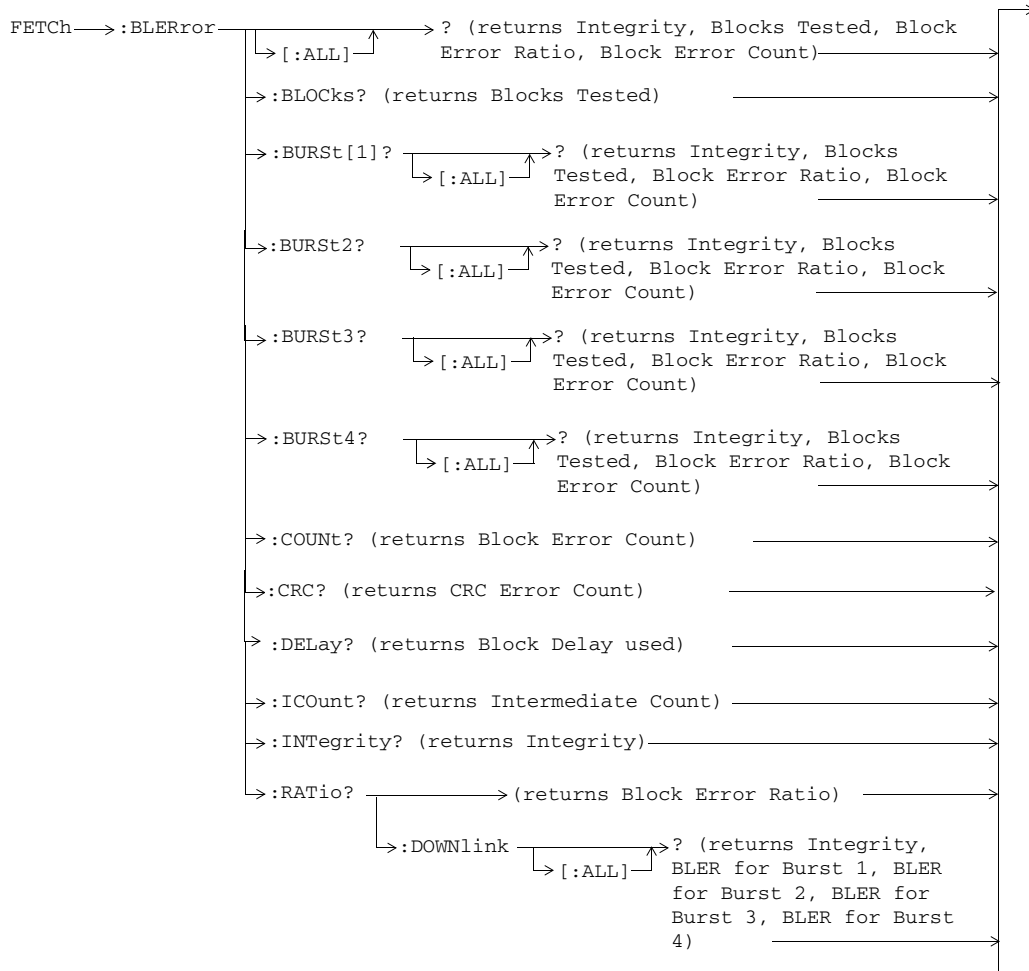 FETCh :BLERror ? (returns Integrity, Blocks Tested, Block
[:ALL] Error Ratio, Block Error Count)
:BLOCks? (returns Blocks Tested)
:BURSt[1]? ? (returns Integrity, Blocks
[:ALL] Tested, Block Error Ratio, Block
Error Count)
:BURSt2? ? (returns Integrity, Blocks
[:ALL] Tested, Block Error Ratio, Block
Error Count)
:BURSt3? ? (returns Integrity, Blocks
[:ALL] Tested, Block Error Ratio, Block
Error Count)
:BURSt4? ? (returns Integrity, Blocks
[:ALL] Tested, Block Error Ratio, Block
Error Count)
:COUNt? (returns Block Error Count)
:CRC? (returns CRC Error Count)
:DELay? (returns Block Delay used)
:ICOunt? (returns Intermediate Count)
:INTegrity? (returns Integrity)
:RATio? (returns Block Error Ratio)
:DOWNlink ? (returns Integrity,
[:ALL] BLER for Burst 1, BLER
for Burst 2, BLER for
Burst 3, BLER for Burst
4)